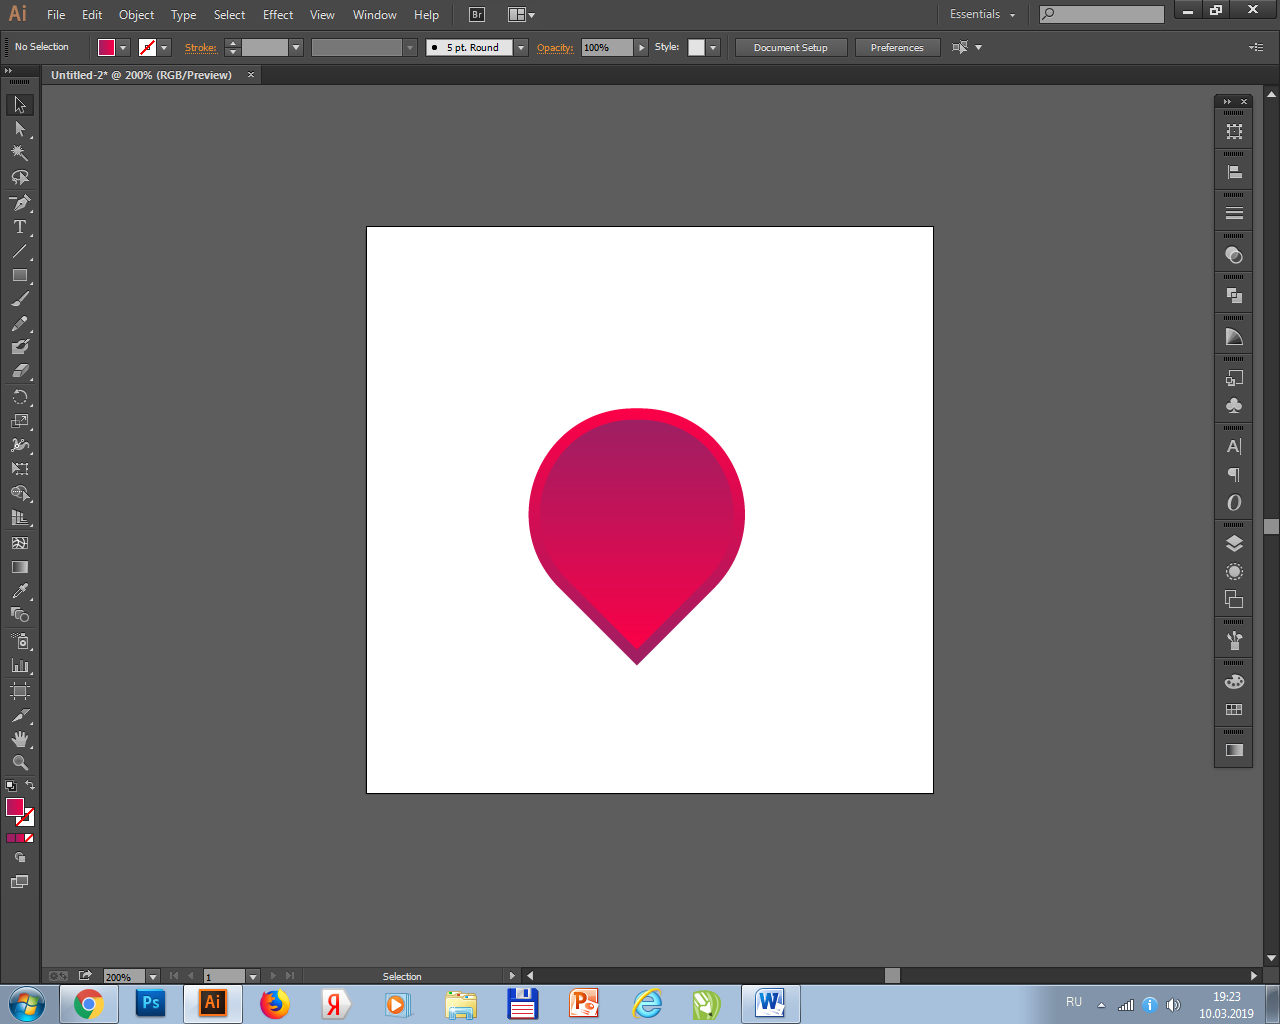 Ai File Edit Object Type Select Effect View Window Help Br Essentials
No Selection Stroke: 5 pt. Round Opacity: 100% Style: Document Setup Preferences
Untitled-2* @ 200% (RGB/Preview) ×
T
A
O
200% 1 Selection
Ps Ai Я P W RU 19:23
10.03.2019